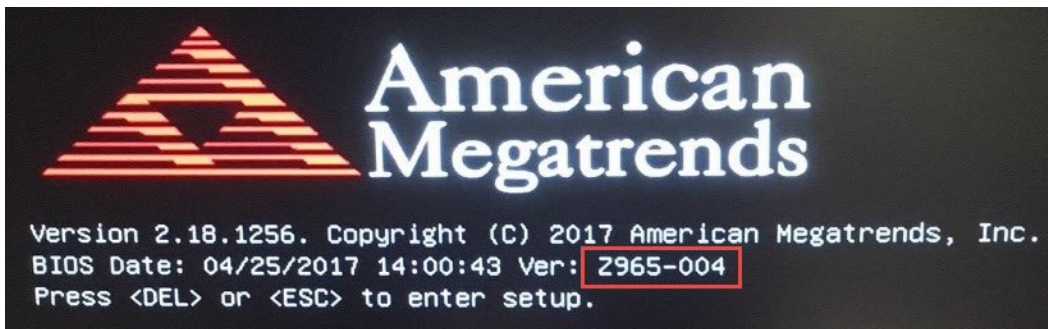 American
Megatrends
Version 2.18.1256. Copyright (C) 2017 American Megatrends, Inc.
BIOS Date: 04/25/2017 14:00:43 Ver: Z965-004
Press <DEL> or <ESC> to enter setup.